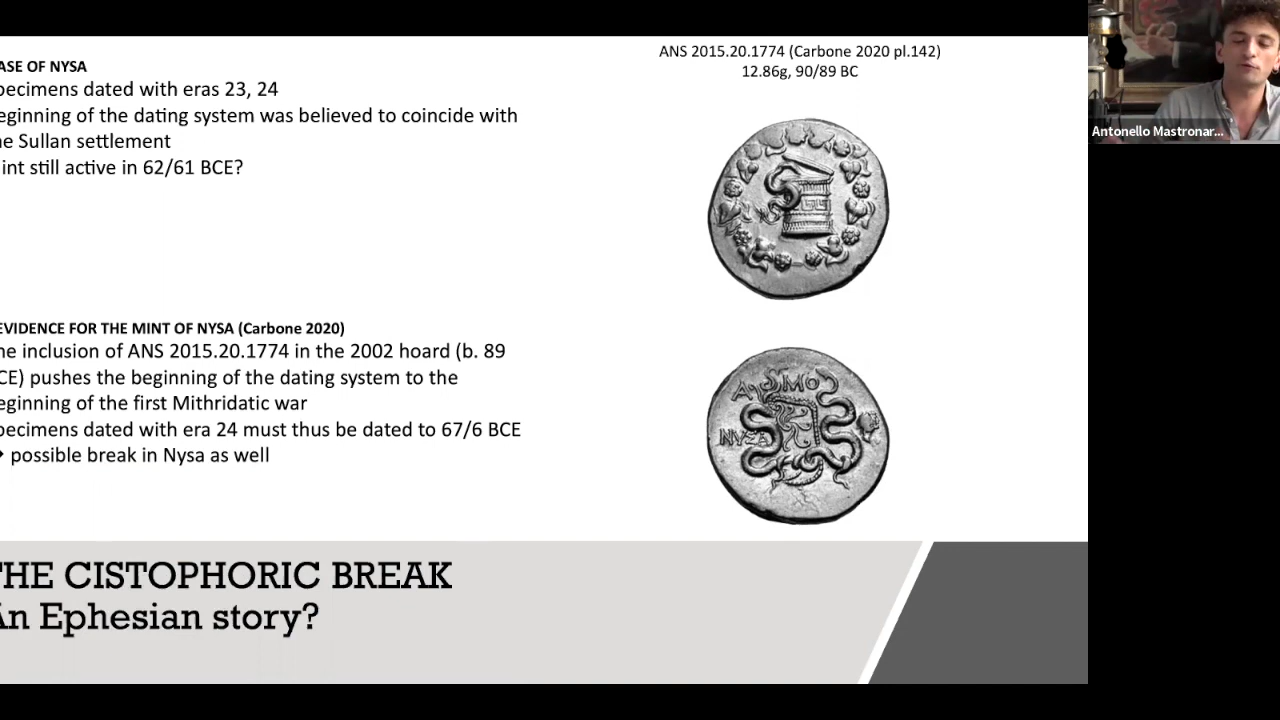 ASE OF NYSA
pecimens dated with eras 23, 24
eginning of the dating system was believed to coincide with
he Sullan settlement
int still active in 62/61 BCE?
EVIDENCE FOR THE MINT OF NYSA (Carbone 2020)
he inclusion of ANS 2015.20.1774 in the 2002 hoard (b. 89
CE) pushes the beginning of the dating system to the
eginning of the first Mithridatic war
pecimens dated with era 24 must thus be dated to 67/6 BCE
possible break in Nysa as well
ANS 2015.20.1774 (Carbone 2020 pl.142)
12.86g, 90/89 BC
ΝΥΣΑ
THE CISTOPHORIC BREAK
An Ephesian story?
Antonello Mastronar...